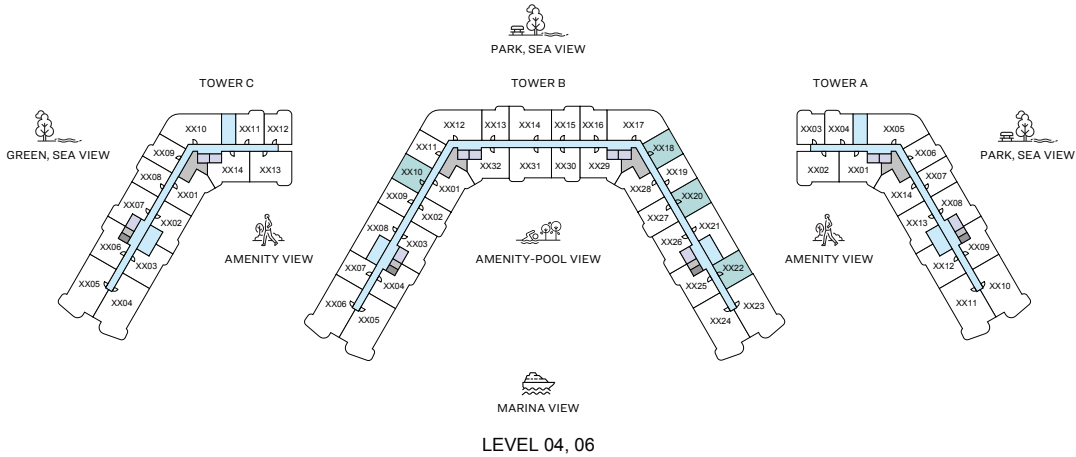 PARK, SEA VIEW
TOWER C
TOWER B
TOWER A
GREEN, SEA VIEW
PARK, SEA VIEW
XX10
XX11
XX12
XX09
XX14
XX13
XX08
XX01
XX07
XX02
XX06
XX03
XX05
XX04
AMENITY VIEW
XX12
XX13
XX14
XX15
XX16
XX17
XX11
XX32
XX31
XX30
XX29
XX18
XX10
XX01
XX28
XX19
XX09
XX02
XX27
XX20
XX08
XX03
XX26
XX21
XX07
XX04
XX25
XX22
XX06
XX05
XX24
XX23
AMENITY-POOL VIEW
XX03
XX04
XX05
XX02
XX01
XX06
XX14
XX07
XX13
XX08
XX12
XX09
XX11
XX10
AMENITY VIEW
MARINA VIEW
LEVEL 04, 06